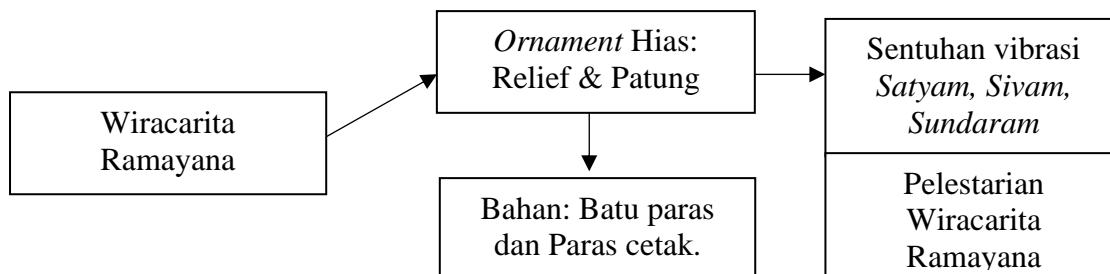 Wiracarita
Ramayana
Ornament Hias:
Relief & Patung
Bahan: Batu paras
dan Paras cetak.
Sentuhan vibrasi
Satyam, Sivam,
Sundaram
Pelestarian
Wiracarita
Ramayana